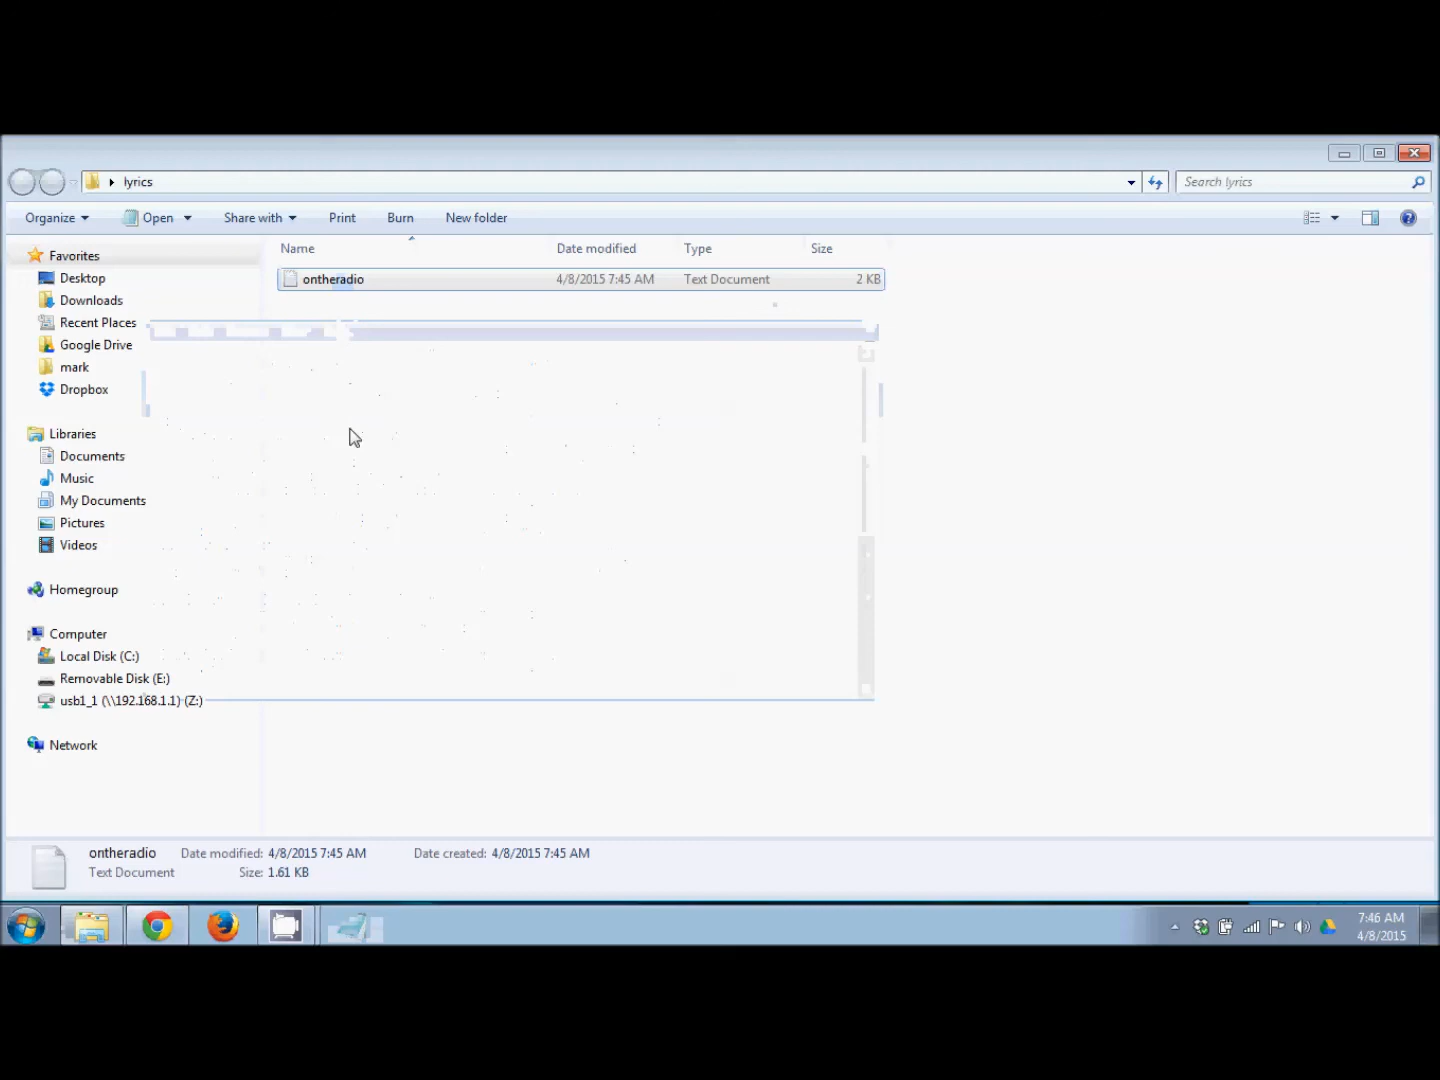 lyrics
Search lyrics
Organize Open Share with Print Burn New folder
Name Date modified Type Size
ontheradio 4/8/2015 7:45 AM Text Document 2 KB
Favorites
Desktop
Downloads
Recent Places
Google Drive
mark
Dropbox
Libraries
Documents
Music
My Documents
Pictures
Videos
Homegroup
Computer
Local Disk (C:)
Removable Disk (E:)
usb1_1 (\\192.168.1.1) (Z:)
Network
ontheradio Date modified: 4/8/2015 7:45 AM Date created: 4/8/2015 7:45 AM
Text Document Size: 1.61 KB
7:46 AM
4/8/2015